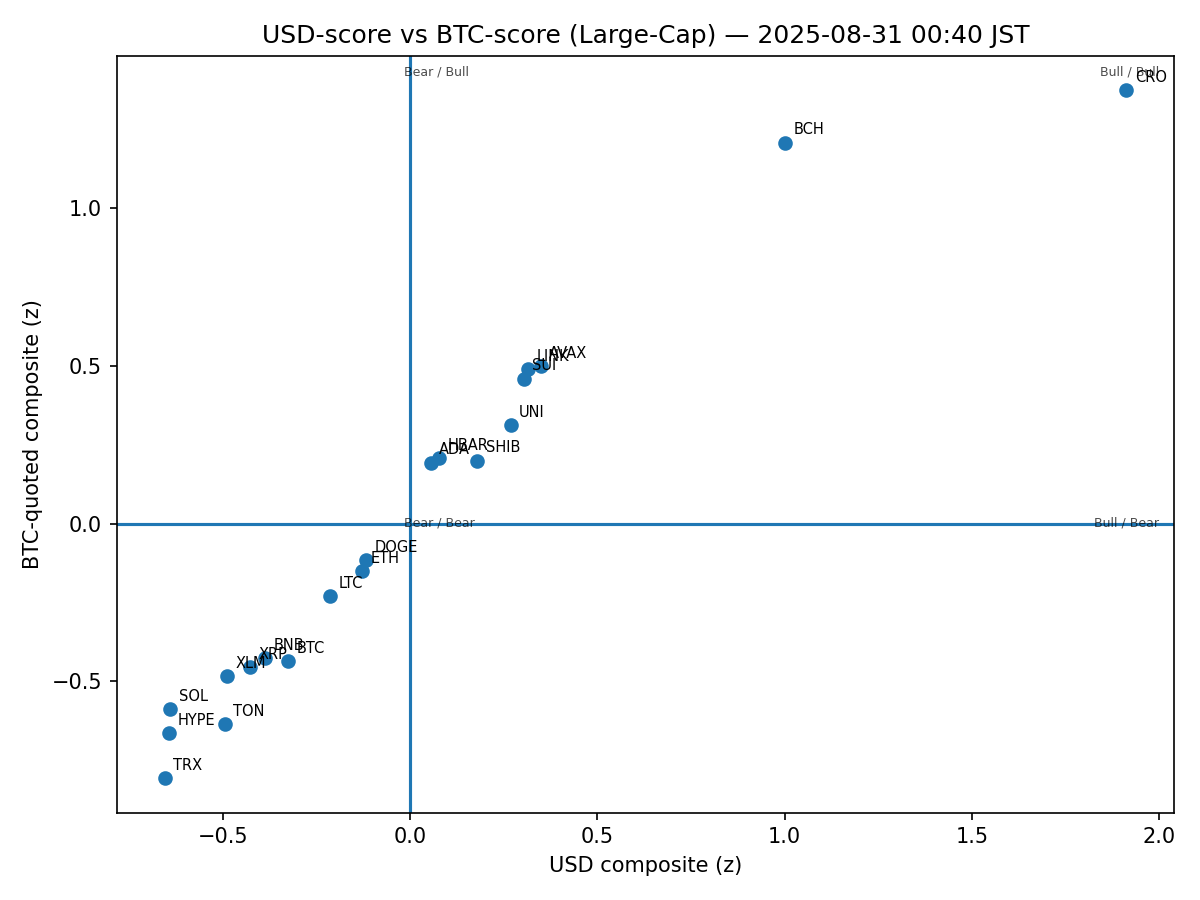 USD-score vs BTC-score (Large-Cap) — 2025-08-31 00:40 JST
Bear / Bull
Bull / Bull
CRO
BCH
AVAX
LINK
SUI
UNI
HBAR
ADA
SHIB
Bear / Bear
Bull / Bear
DOGE
ETH
LTC
BNB
BTC
XRP
XLM
SOL
TON
HYPE
TRX
1.0
0.5
0.0
−0.5
BTC-quoted composite (z)
−0.5
0.0
0.5
1.0
1.5
2.0
USD composite (z)